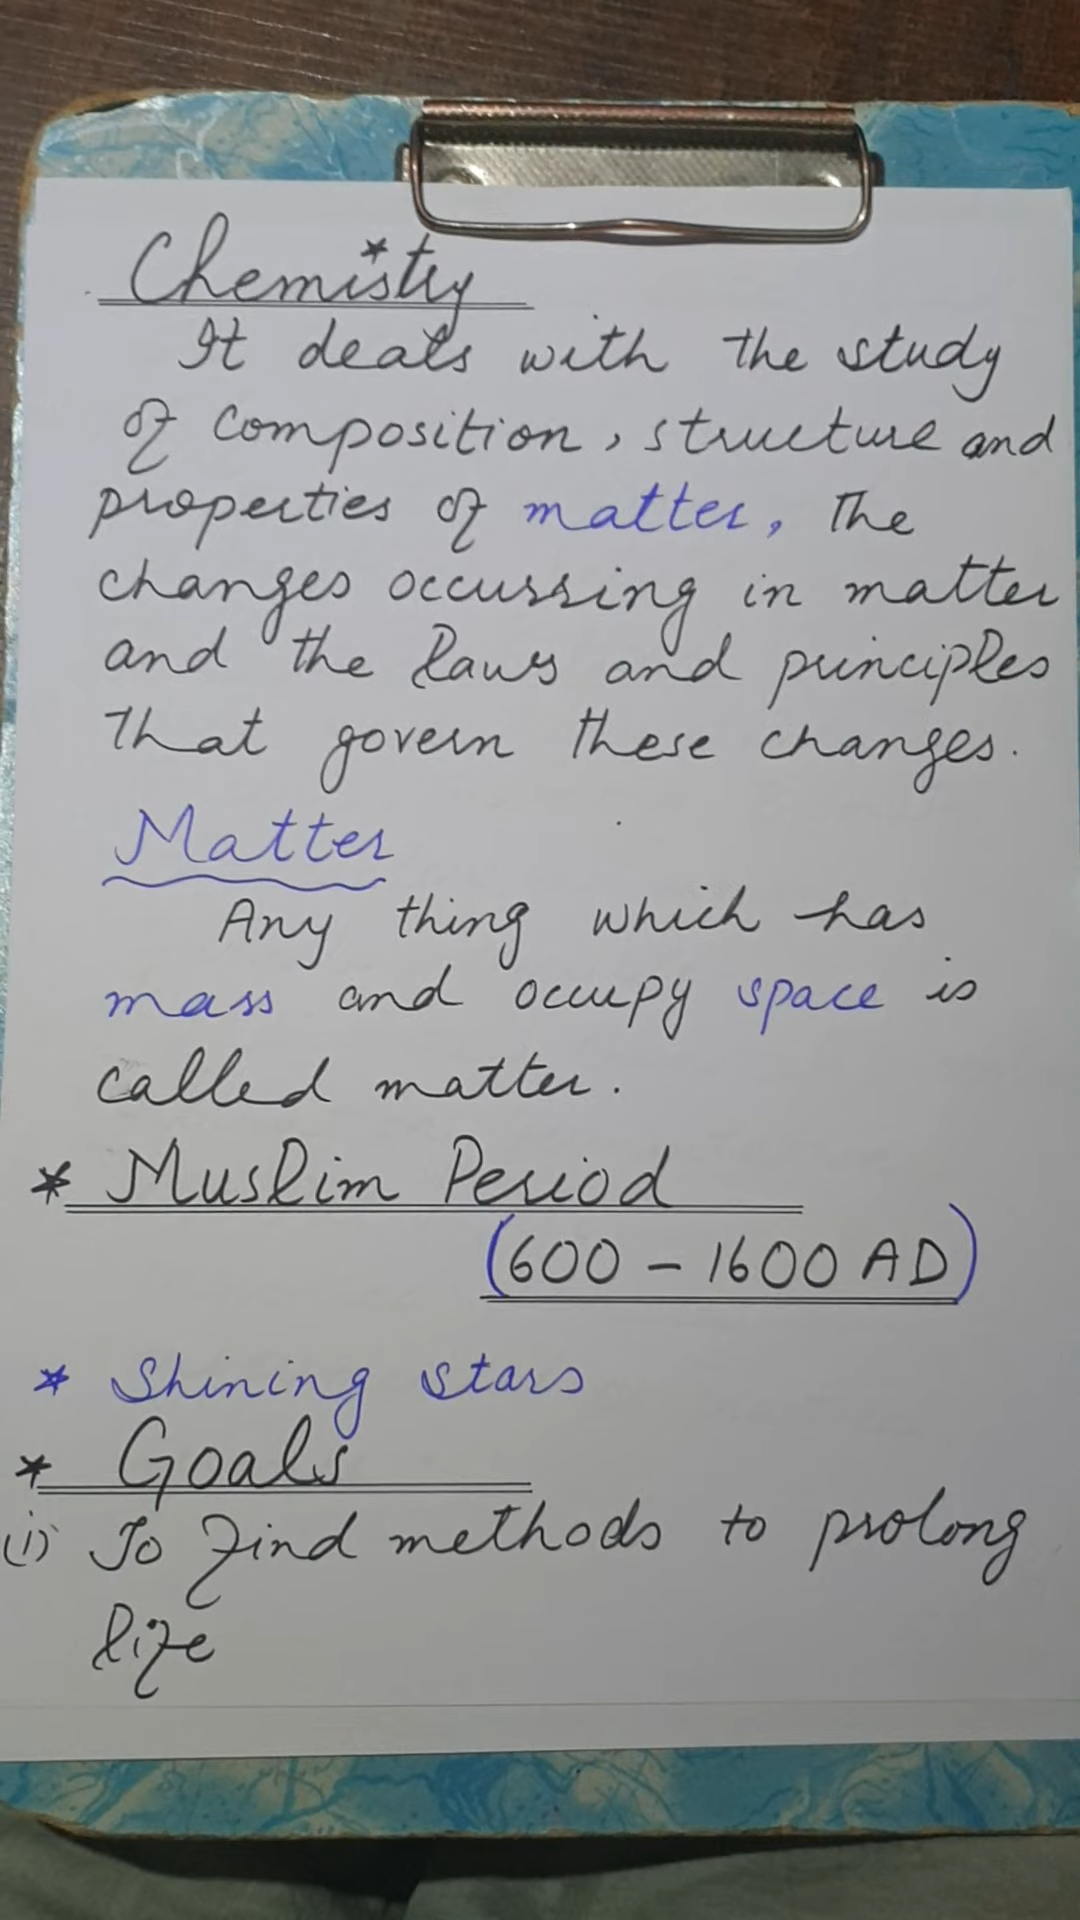 Chemistry
It deals with the study
of composition, structure and
properties of matter, The
changes occurring in matter
and the laws and principles
That govern these changes.
Matter
Any thing which has
mass and occupy space is
called matter.
* Muslim Period
(600 - 1600 AD)
* Shining stars
* Goals
(i) To find methods to prolong
life